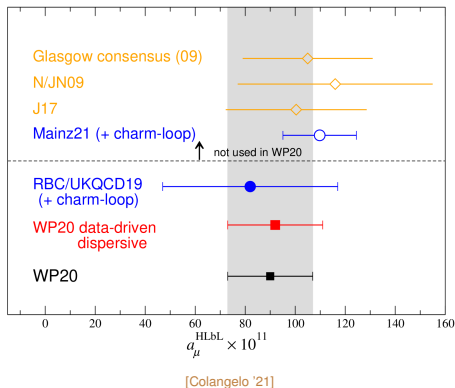 Glasgow consensus (09)
N/JN09
J17
Mainz21 (+ charm-loop)
not used in WP20
RBC/UKQCD19
(+ charm-loop)
WP20 data-driven
dispersive
WP20
0 20 40 60 80 100 120 140 160
a_μ^HLbL × 10^11
[Colangelo '21]